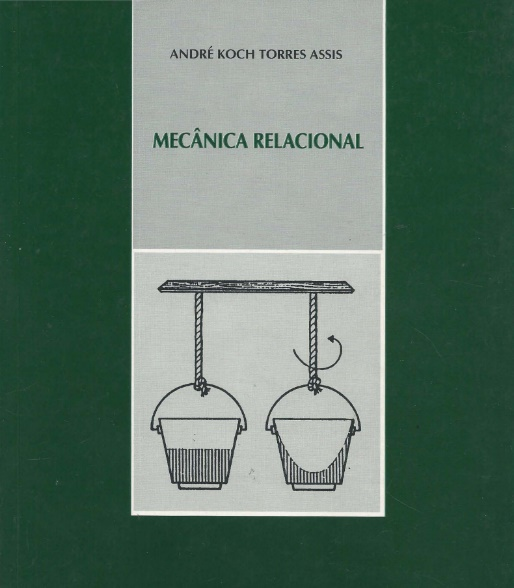 ANDRÉ KOCH TORRES ASSIS
MECÂNICA RELACIONAL